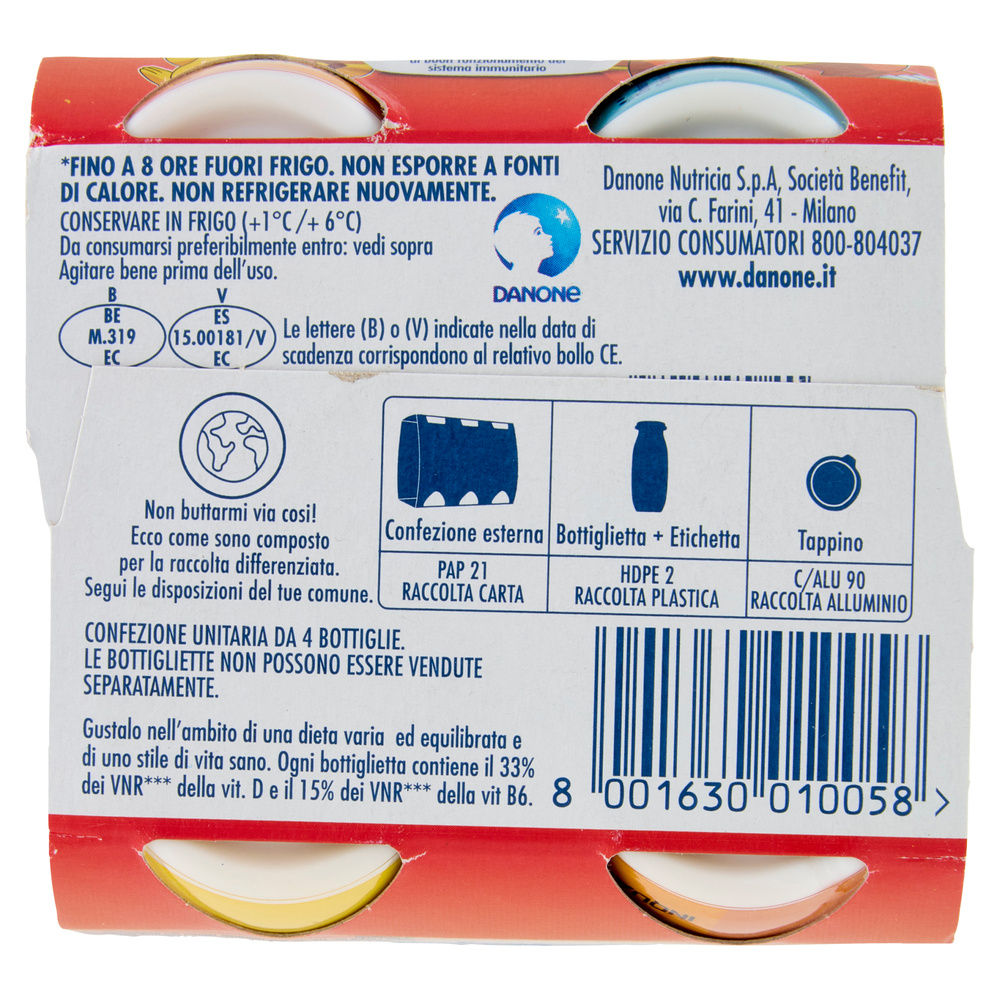 sistema immunitario
*FINO A 8 ORE FUORI FRIGO. NON ESPORRE A FONTI
DI CALORE. NON REFRIGERARE NUOVAMENTE.
CONSERVARE IN FRIGO (+1°C /+ 6°C)
Da consumarsi preferibilmente entro: vedi sopra
Agitare bene prima dell'uso.
DANONE
Danone Nutricia S.p.A, Società Benefit,
via C. Farini, 41 - Milano
SERVIZIO CONSUMATORI 800-804037
www.danone.it
B
BE
M.319
EC
V
ES
15.00181/V
EC
Le lettere (B) o (V) indicate nella data di
scadenza corrispondono al relativo bollo CE.
Non buttarmi via così!
Ecco come sono composto
per la raccolta differenziata.
Segui le disposizioni del tue comune.
Confezione esterna
PAP 21
RACCOLTA CARTA
Bottiglietta + Etichetta
HDPE 2
RACCOLTA PLASTICA
Tappino
C/ALU 90
RACCOLTA ALLUMINIO
CONFEZIONE UNITARIA DA 4 BOTTIGLIE.
LE BOTTIGLIETTE NON POSSONO ESSERE VENDUTE
SEPARATAMENTE.
Gustalo nell'ambito di una dieta varia ed equilibrata e
di uno stile di vita sano. Ogni bottiglietta contiene il 33%
dei VNR*** della vit. D e il 15% dei VNR*** della vit B6.
8 001630 010058 >